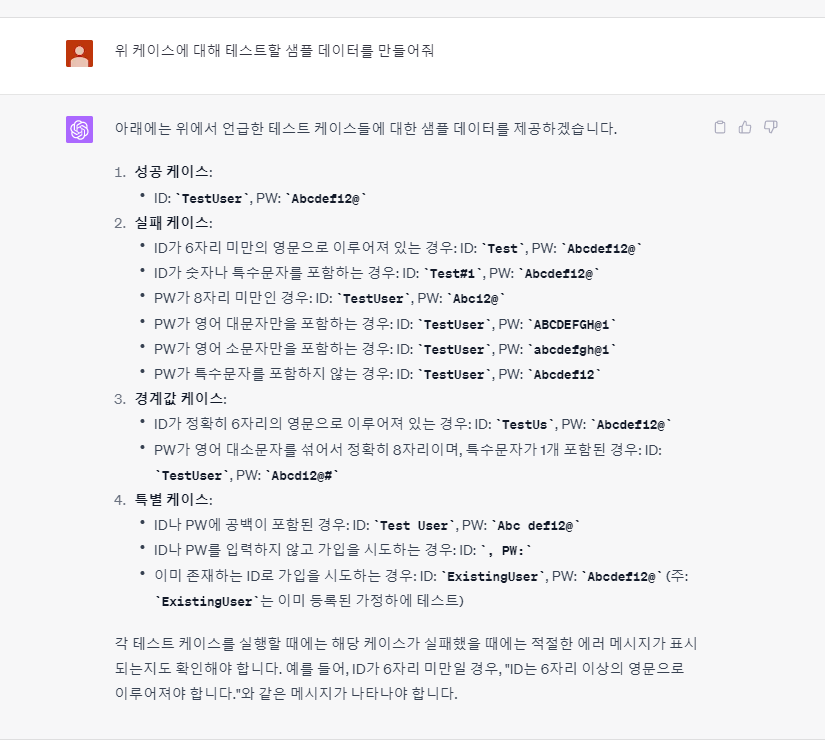 위 케이스에 대해 테스트할 샘플 데이터를 만들어줘
아래에는 위에서 언급한 테스트 케이스들에 대한 샘플 데이터를 제공하겠습니다.
1. 성공 케이스:
• ID: `TestUser`, PW: `Abcdef12@`
2. 실패 케이스:
• ID가 6자리 미만의 영문으로 이루어져 있는 경우: ID: `Test`, PW: `Abcdef12@`
• ID가 숫자나 특수문자를 포함하는 경우: ID: `Test#1`, PW: `Abcdef12@`
• PW가 8자리 미만인 경우: ID: `TestUser`, PW: `Abc12@`
• PW가 영어 대문자만을 포함하는 경우: ID: `TestUser`, PW: `ABCDEFGH@1`
• PW가 영어 소문자만을 포함하는 경우: ID: `TestUser`, PW: `abcdefgh@1`
• PW가 특수문자를 포함하지 않는 경우: ID: `TestUser`, PW: `Abcdef12`
3. 경계값 케이스:
• ID가 정확히 6자리의 영문으로 이루어져 있는 경우: ID: `TestUs`, PW: `Abcdef12@`
• PW가 영어 대소문자를 섞어서 정확히 8자리이며, 특수문자가 1개 포함된 경우: ID:
`TestUser`, PW: `Abcd12@#`
4. 특별 케이스:
• ID나 PW에 공백이 포함된 경우: ID: `Test User`, PW: `Abc def12@`
• ID나 PW를 입력하지 않고 가입을 시도하는 경우: ID: `, PW:`
• 이미 존재하는 ID로 가입을 시도하는 경우: ID: `ExistingUser`, PW: `Abcdef12@` (주:
`ExistingUser`는 이미 등록된 가정하에 테스트)
각 테스트 케이스를 실행할 때에는 해당 케이스가 실패했을 때에는 적절한 에러 메시지가 표시
되는지도 확인해야 합니다. 예를 들어, ID가 6자리 미만일 경우, "ID는 6자리 이상의 영문으로
이루어져야 합니다."와 같은 메시지가 나타나야 합니다.